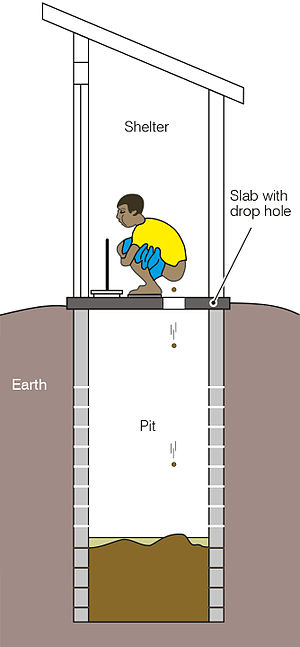 Shelter
Slab with
drop hole
Earth
Pit